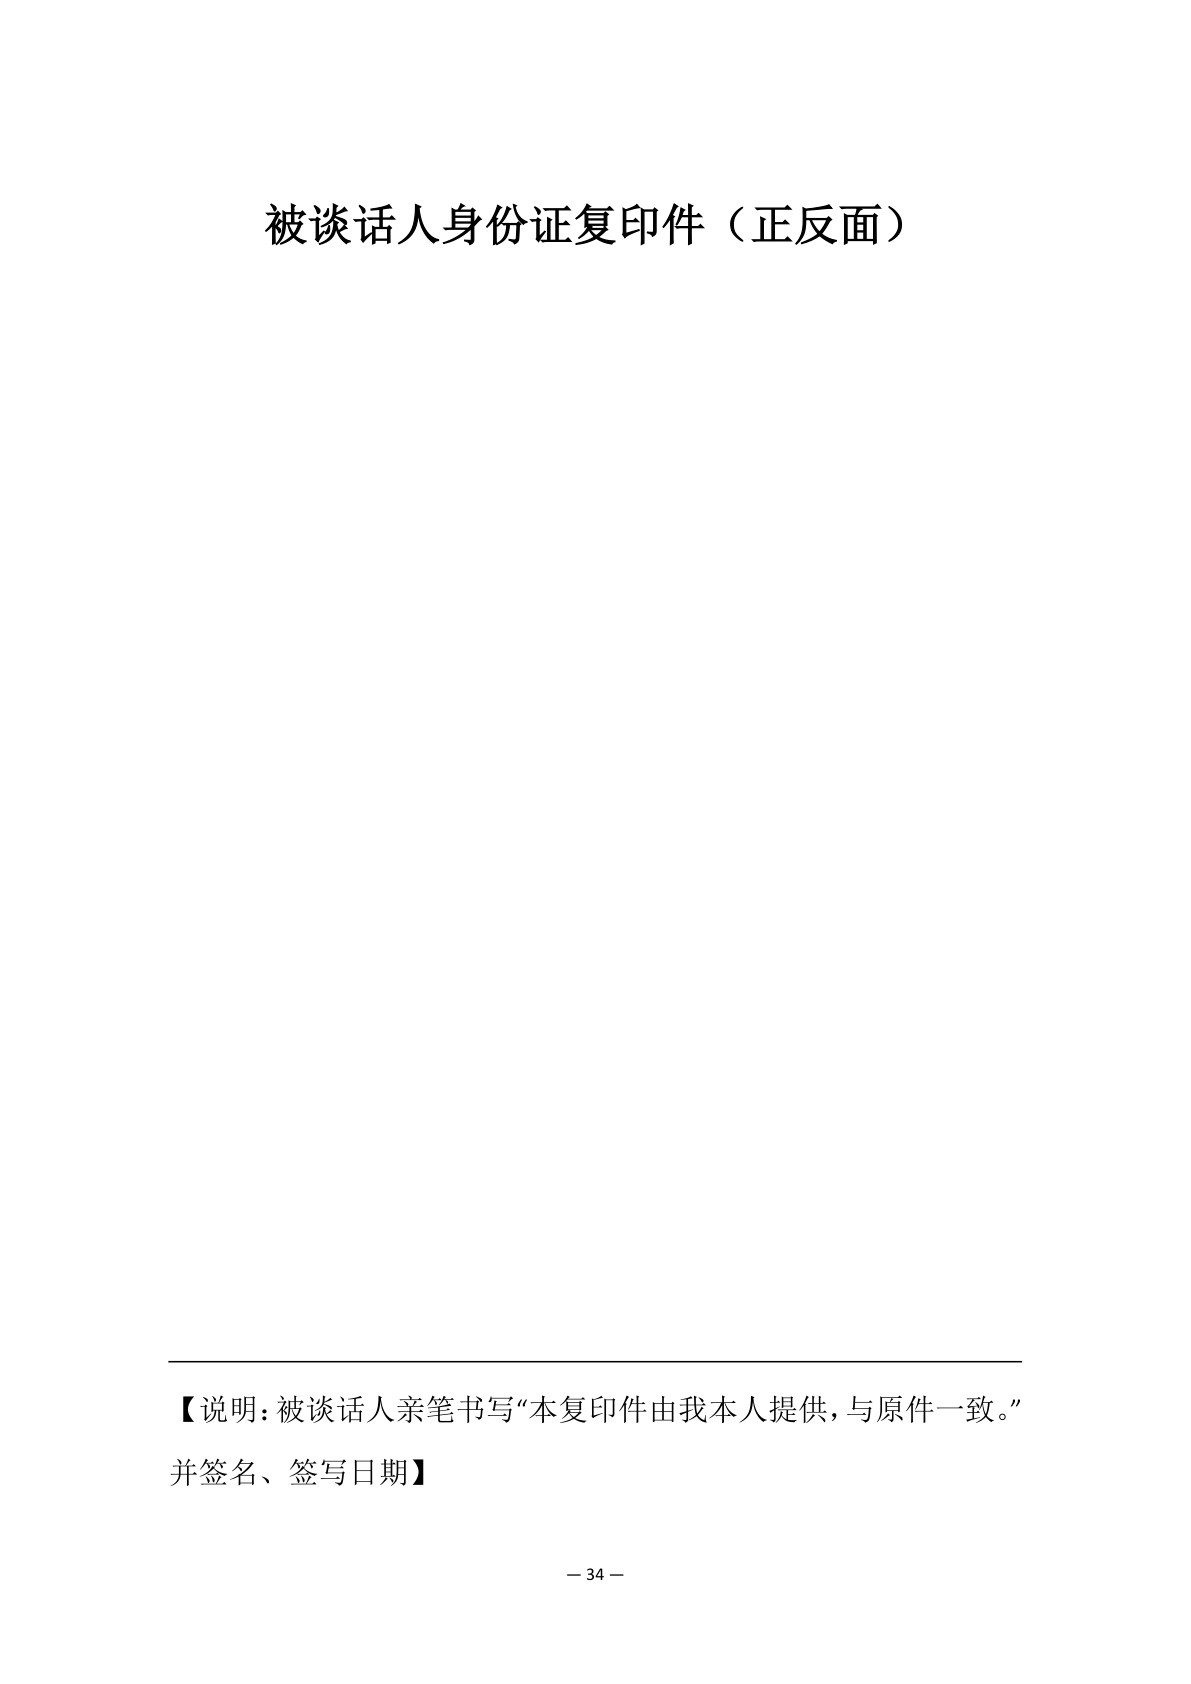 被谈话人身份证复印件（正反面）
【说明：被谈话人亲笔书写“本复印件由我本人提供，与原件一致。”
并签名、签写日期】
— 34 —